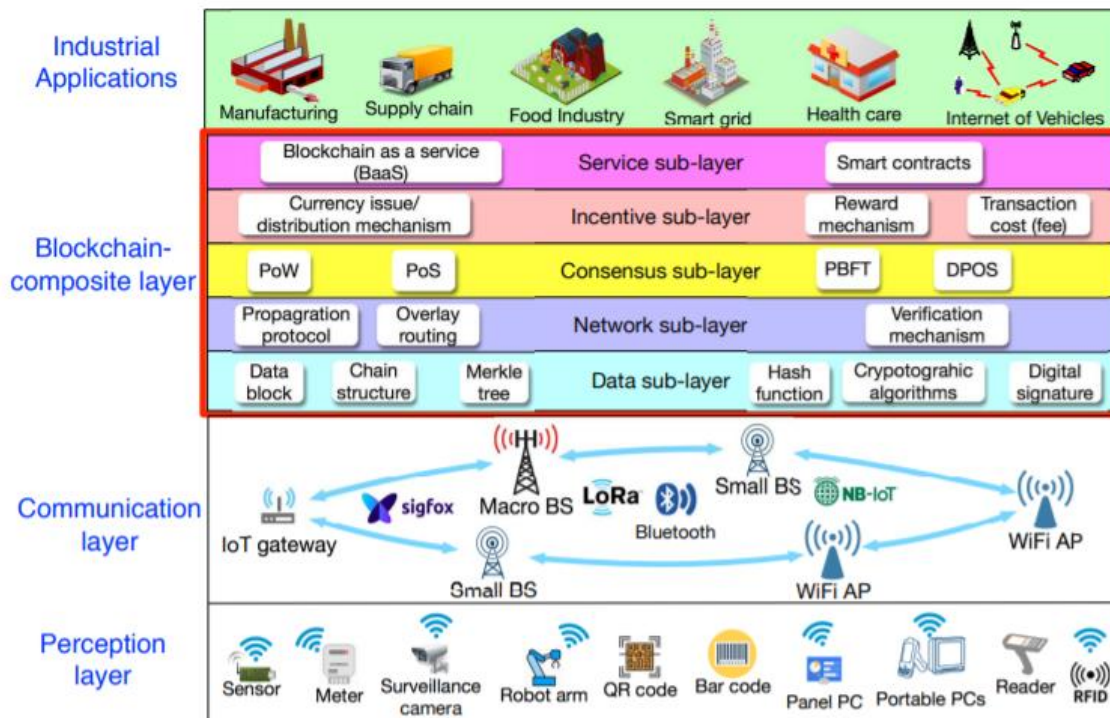 Industrial
Applications
Manufacturing
Supply chain
Food Industry
Smart grid
Health care
Internet of Vehicles
Blockchain-
composite layer
Blockchain as a service
(BaaS)
Service sub-layer
Smart contracts
Currency issue/
distribution mechanism
Incentive sub-layer
Reward
mechanism
Transaction
cost (fee)
PoW
PoS
Consensus sub-layer
PBFT
DPOS
Propagration
protocol
Overlay
routing
Network sub-layer
Verification
mechanism
Data
block
Chain
structure
Merkle
tree
Data sub-layer
Hash
function
Crypotograhic
algorithms
Digital
signature
Communication
layer
IoT gateway
sigfox
Macro BS
LoRa
Bluetooth
Small BS
NB-IoT
WiFi AP
Small BS
WiFi AP
Perception
layer
Sensor
Meter
Surveillance
camera
Robot arm
QR code
Bar code
Panel PC
Portable PCs
Reader
RFID